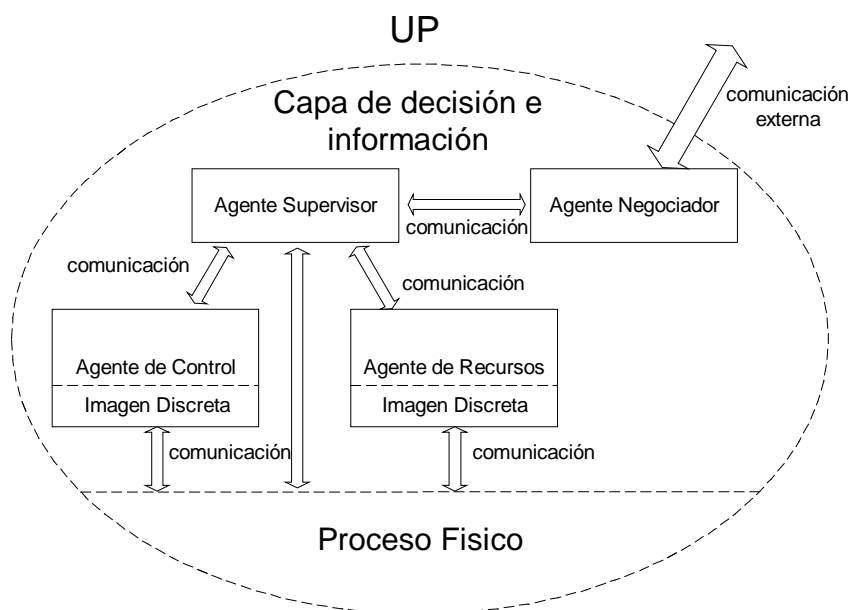 UP
comunicación
externa
Capa de decisión e
información
Agente Supervisor
comunicación
Agente Negociador
comunicación
comunicación
Agente de Control
Imagen Discreta
Agente de Recursos
Imagen Discreta
comunicación
comunicación
Proceso Fisico